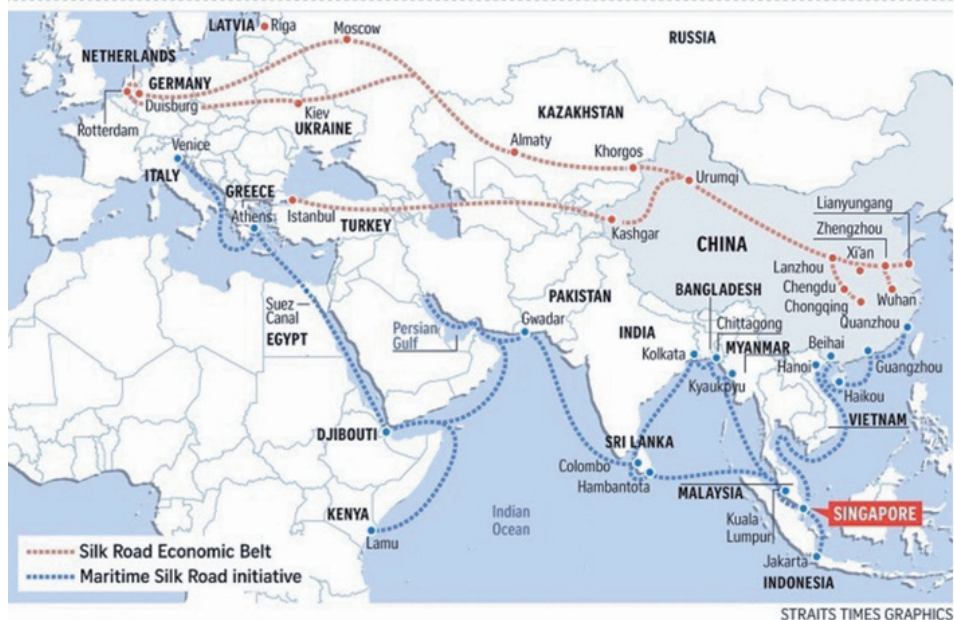 LATVIA
Riga
Moscow
RUSSIA
NETHERLANDS
GERMANY
Duisburg
Rotterdam
Kiev
UKRAINE
KAZAKHSTAN
Almaty
Khorgos
Urumqi
Venice
ITALY
GREECE
Athens
Istanbul
TURKEY
Kashgar
CHINA
Lianyungang
Zhengzhou
Xi'an
Lanzhou
Chengdu
Chongqing
Wuhan
Quanzhou
Suez
Canal
EGYPT
Persian
Gulf
PAKISTAN
Gwadar
INDIA
BANGLADESH
Chittagong
Kolkata
MYANMAR
Kyaukpyu
Beihai
Hanoi
Guangzhou
Haikou
VIETNAM
DJIBOUTI
SRI LANKA
Colombo
Hambantota
MALAYSIA
SINGAPORE
Kuala
Lumpur
KENYA
Lamu
Indian
Ocean
Jakarta
INDONESIA
Silk Road Economic Belt
Maritime Silk Road initiative
STRAITS TIMES GRAPHICS